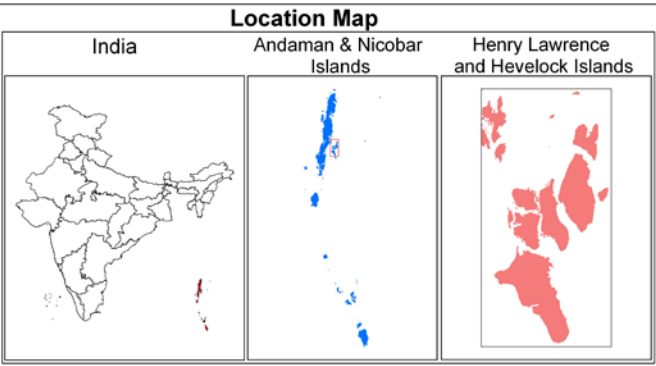 Location Map
India
Andaman & Nicobar
Islands
Henry Lawrence
and Hevelock Islands